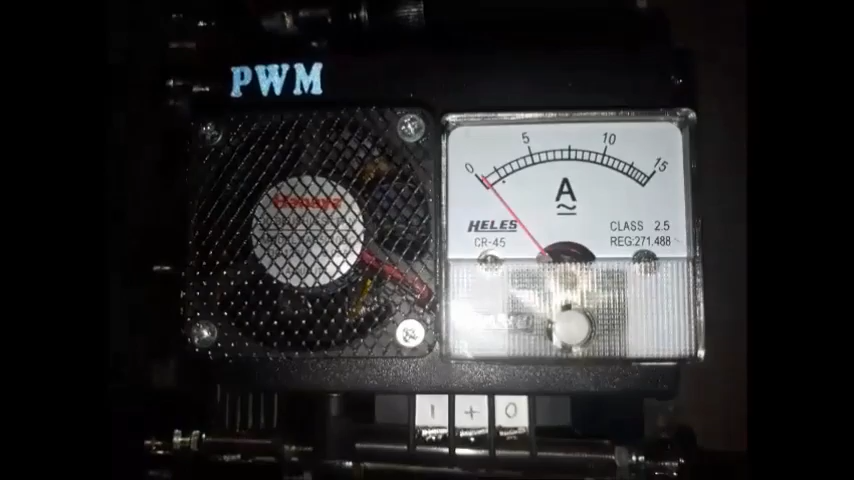 PWM
0 5 10 15
A
HELES
CR-45
CLASS 2.5
REG:271.488
1 + 0